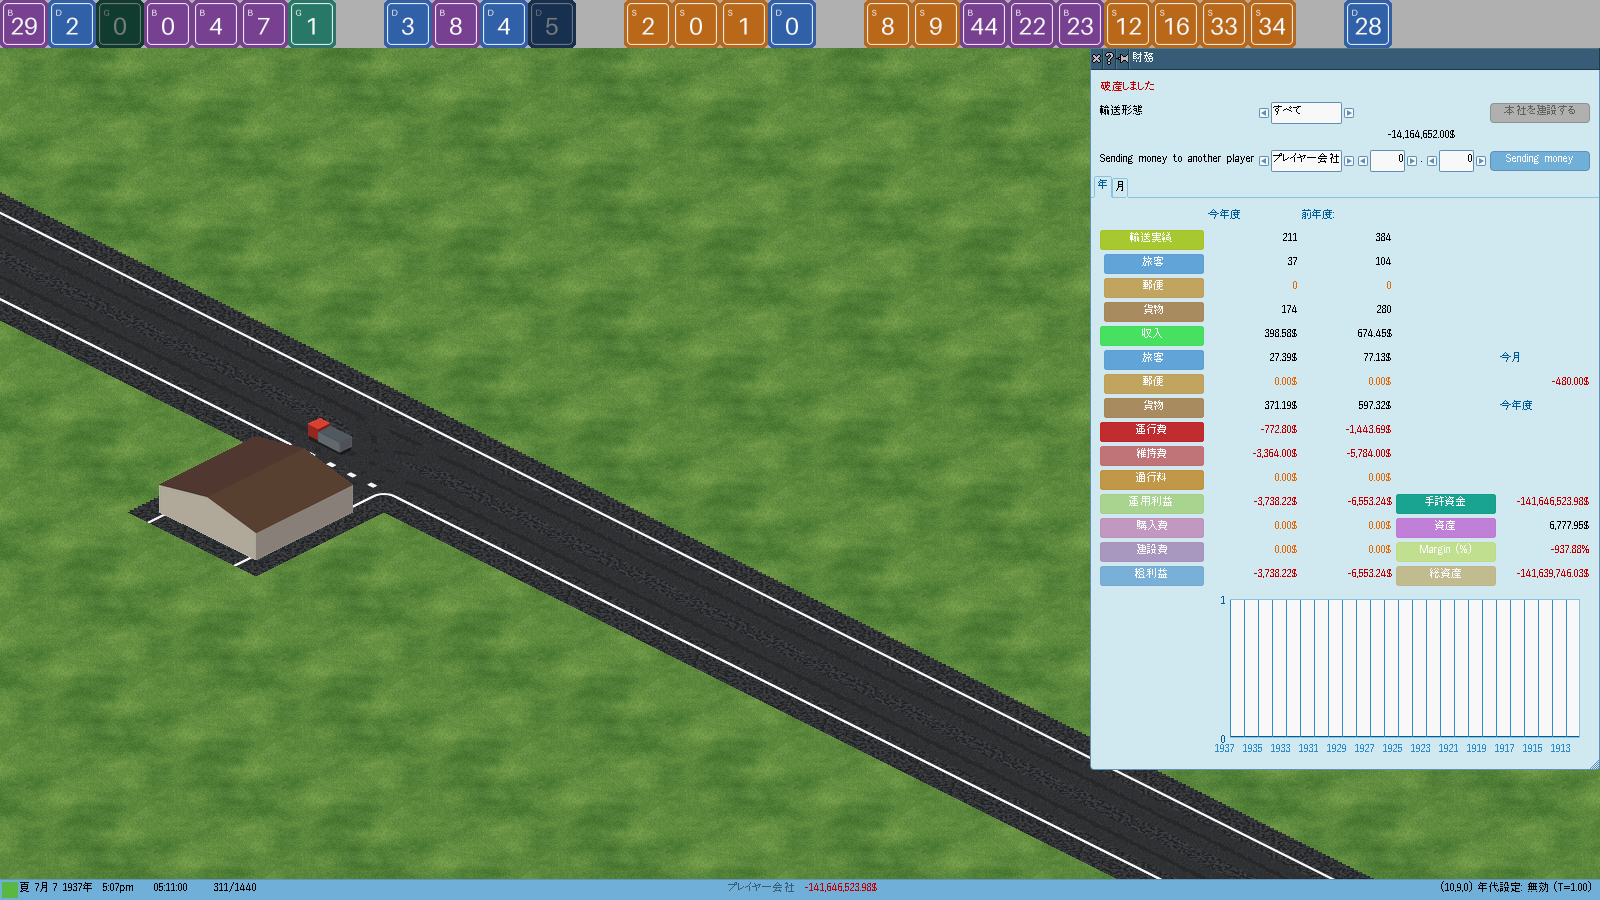 B 29 D 2 G 0 B 0 B 4 B 7 G 1 D 3 B 8 D 4 D 5 S 2 S 0 S 1 D 0 S 8 S 9 B 44 B 22 B 23 S 12 S 16 S 33 S 34 D 28
財務
破産しました
輸送形態 すべて 本社を建設する
-14,164,652.00$
Sending money to another player プレイヤー会社 0 . 0 Sending money
年 月
今年度 前年度:
輸送実績 211 384
旅客 37 104
郵便 0 0
貨物 174 280
収入 398.58$ 674.45$
旅客 27.39$ 77.13$ 今月
郵便 0.00$ 0.00$ -480.00$
貨物 371.19$ 597.32$ 今年度
運行費 -772.80$ -1,443.69$
維持費 -3,364.00$ -5,784.00$
通行料 0.00$ 0.00$
運用利益 -3,738.22$ -6,553.24$ 手許資金 -141,646,523.98$
購入費 0.00$ 0.00$ 資産 6,777.95$
建設費 0.00$ 0.00$ Margin (%) -937.88%
粗利益 -3,738.22$ -6,553.24$ 総資産 -141,639,746.03$
1
0
1937 1935 1933 1931 1929 1927 1925 1923 1921 1919 1917 1915 1913
夏 7月 7 1937年 5:07pm 05:11:00 311/1440 プレイヤー会社 -141,646,523.98$ (10,9,0) 年代設定: 無効 (T=1.00)